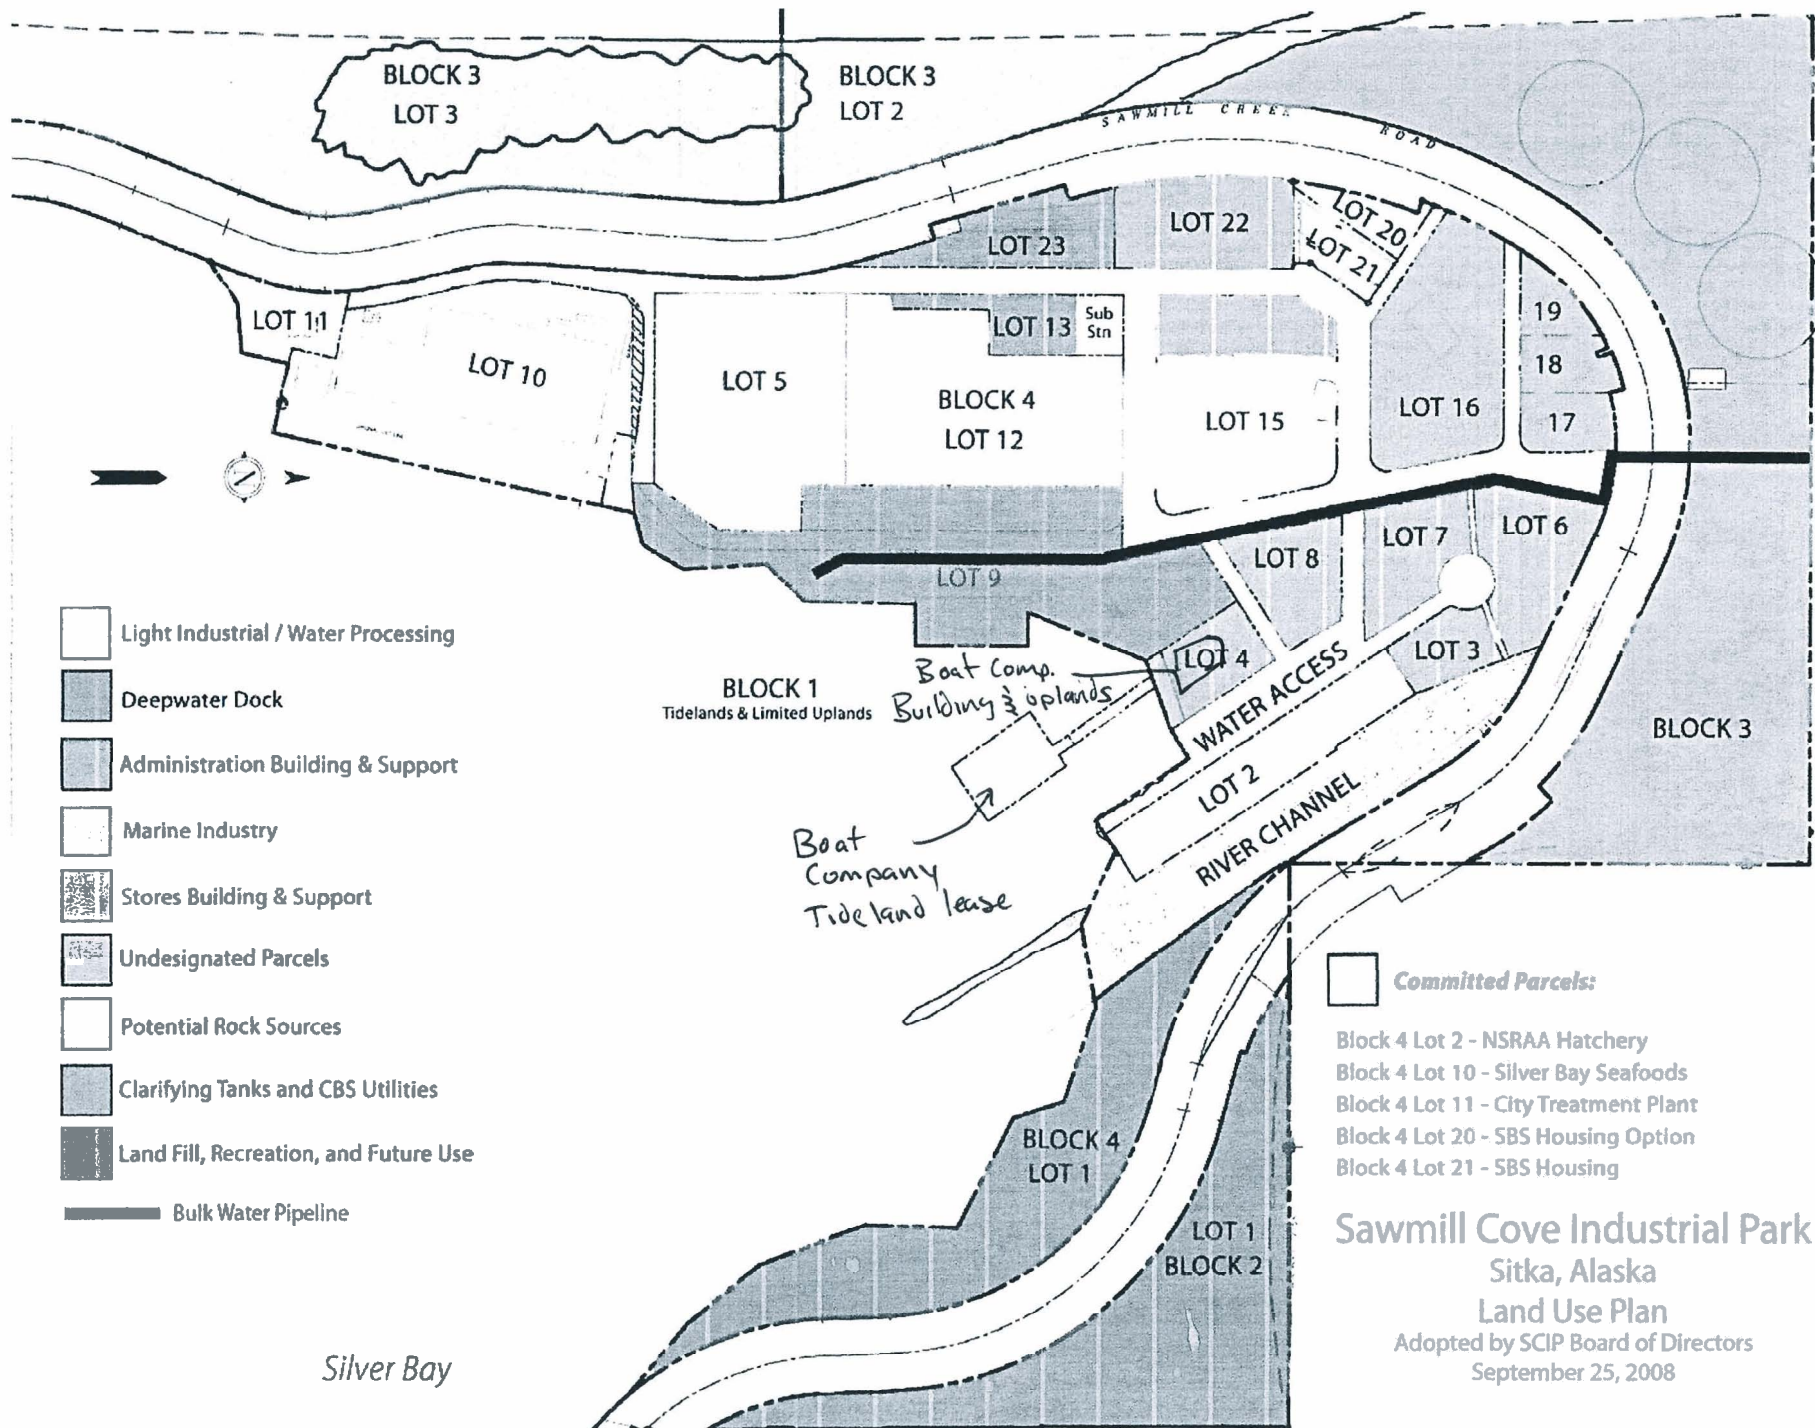 BLOCK 3
LOT 3
BLOCK 3
LOT 2
SAWMILL CREEK ROAD
LOT 23
LOT 22
LOT 20
LOT 21
LOT 11
LOT 10
LOT 5
LOT 13
Sub
Stn
BLOCK 4
LOT 12
LOT 15
LOT 16
19
18
17
LOT 9
LOT 8
LOT 7
LOT 6
LOT 4
LOT 3
WATER ACCESS
LOT 2
RIVER CHANNEL
BLOCK 3
BLOCK 1
Tidelands & Limited Uplands
Boat Comp.
Building & uplands
Boat
Company
Tideland lease
Light Industrial / Water Processing
Deepwater Dock
Administration Building & Support
Marine Industry
Stores Building & Support
Undesignated Parcels
Potential Rock Sources
Clarifying Tanks and CBS Utilities
Land Fill, Recreation, and Future Use
Bulk Water Pipeline
BLOCK 4
LOT 1
LOT 1
BLOCK 2
Silver Bay
Committed Parcels:
Block 4 Lot 2 - NSRAA Hatchery
Block 4 Lot 10 - Silver Bay Seafoods
Block 4 Lot 11 - City Treatment Plant
Block 4 Lot 20 - SBS Housing Option
Block 4 Lot 21 - SBS Housing
Sawmill Cove Industrial Park
Sitka, Alaska
Land Use Plan
Adopted by SCIP Board of Directors
September 25, 2008